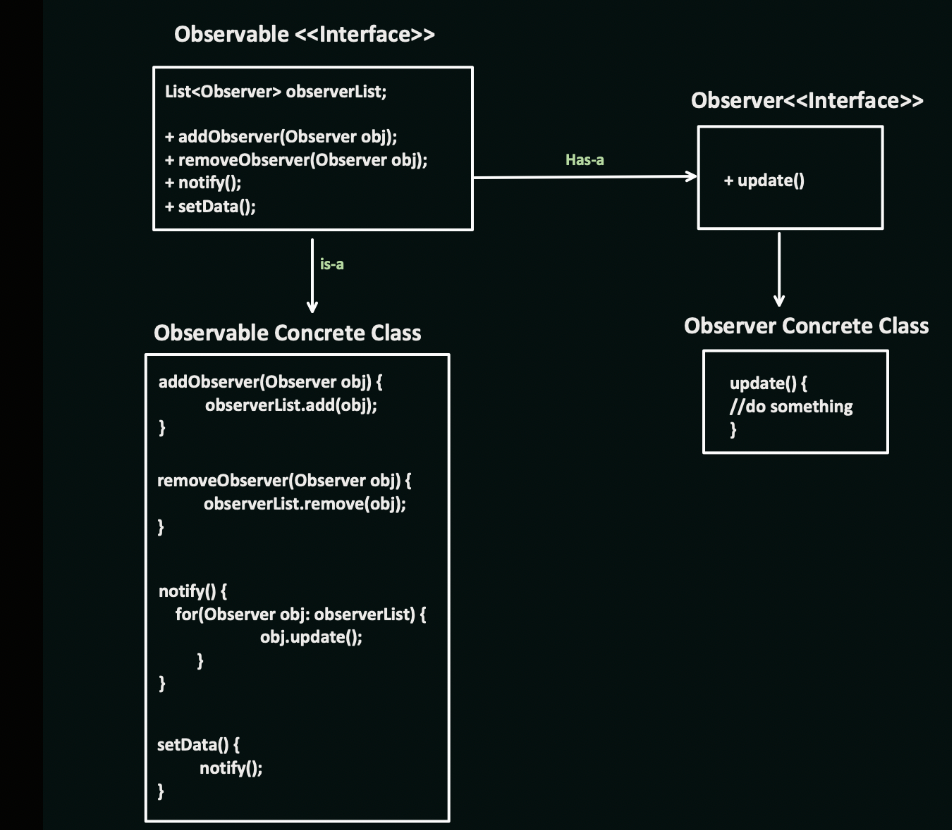 Observable <<Interface>>
List<Observer> observerList;
+ addObserver(Observer obj);
+ removeObserver(Observer obj);
+ notify();
+ setData();
Has-a
Observer<<Interface>>
+ update()
is-a
Observable Concrete Class
addObserver(Observer obj) {
observerList.add(obj);
}
removeObserver(Observer obj) {
observerList.remove(obj);
}
notify() {
for(Observer obj: observerList) {
obj.update();
}
}
setData() {
notify();
}
Observer Concrete Class
update() {
//do something
}